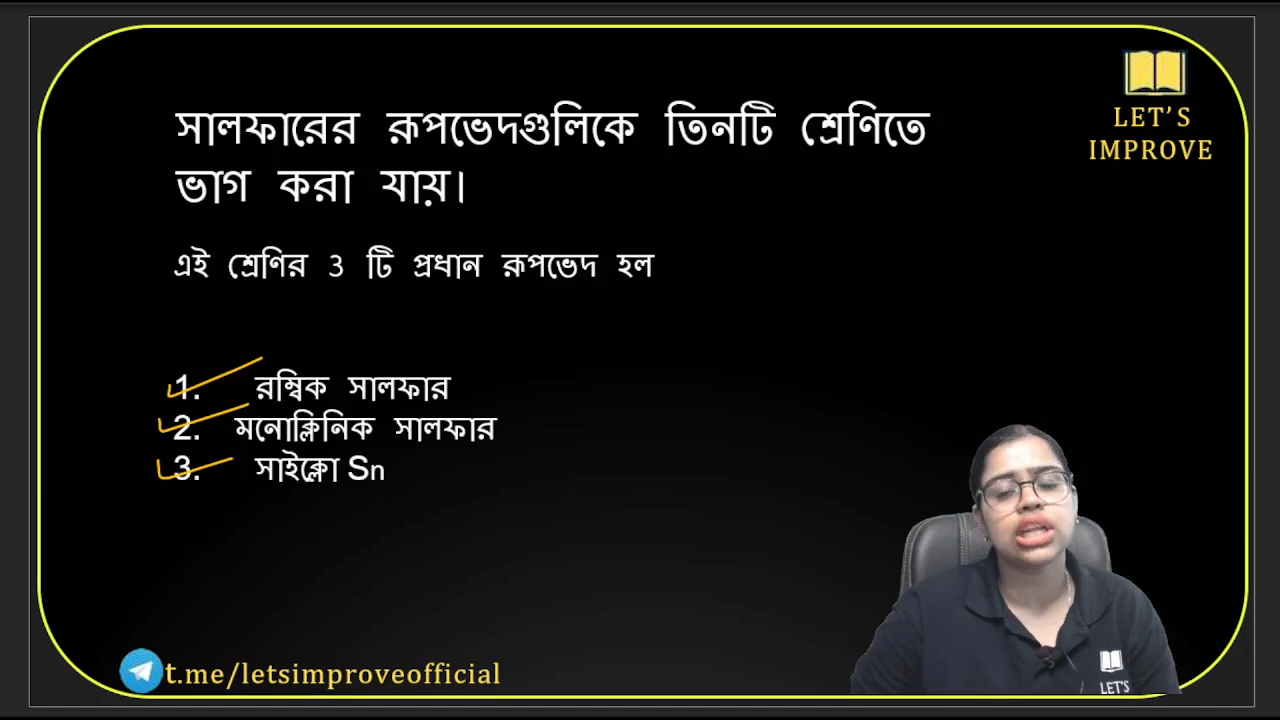 সালফারের রূপভেদগুলিকে তিনটি শ্রেণিতে
ভাগ করা যায়।
এই শ্রেণির 3 টি প্রধান রূপভেদ হল
1. রম্বিক সালফার
2. মনোক্লিনিক সালফার
3. সাইক্লো Sn
LET'S
IMPROVE
t.me/letsimproveofficial
LET'S